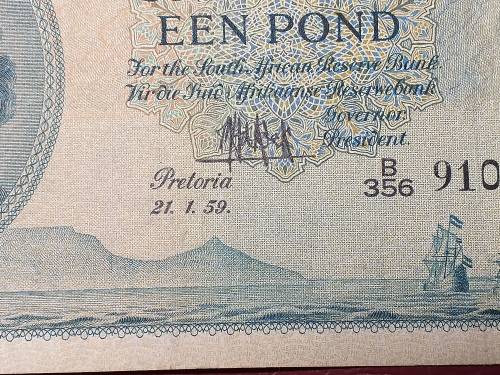 EEN POND
For the South African Reserve Bank
Vir die Suid-Afrikaanse Reserwebank
Governor.
President.
Pretoria
21. 1. 59.
B
356 910